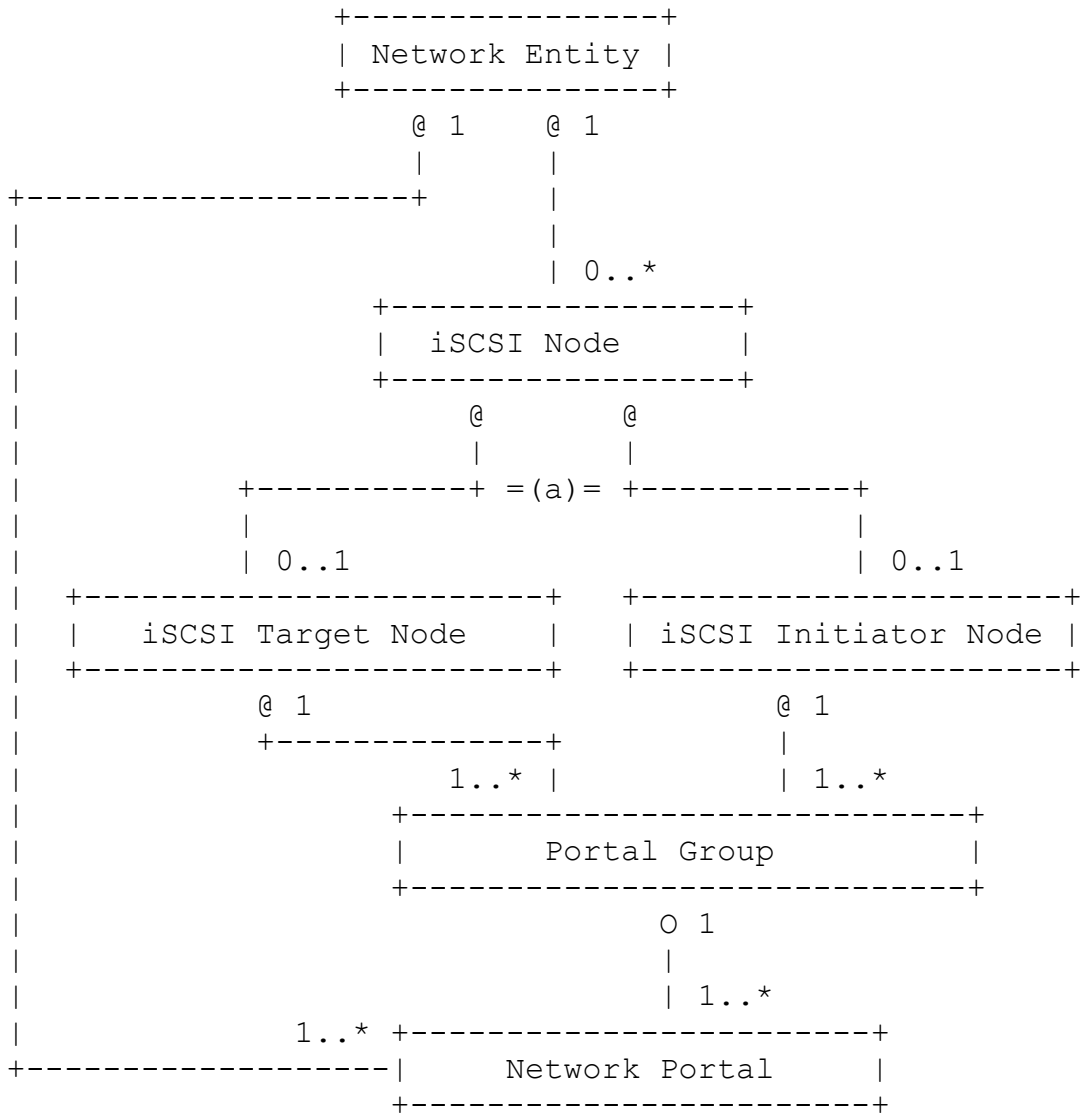 +----------------+
| Network Entity |
+----------------+
@ 1 @ 1
| |
+--------------------+ |
| |
| | 0..*
| +------------------+
| | iSCSI Node |
| +------------------+
| @ @
| | |
| +-----------+ =(a)= +-----------+
| | |
| | 0..1 | 0..1
| +------------------------+ +----------------------+
| | iSCSI Target Node | | iSCSI Initiator Node |
| +------------------------+ +----------------------+
| @ 1 @ 1
| +---------------+ |
| 1..* | | 1..*
| +-----------------------------+
| | Portal Group |
| +-----------------------------+
| O 1
| |
| | 1..*
| 1..* +------------------------+
+-------------------| Network Portal |
+------------------------+